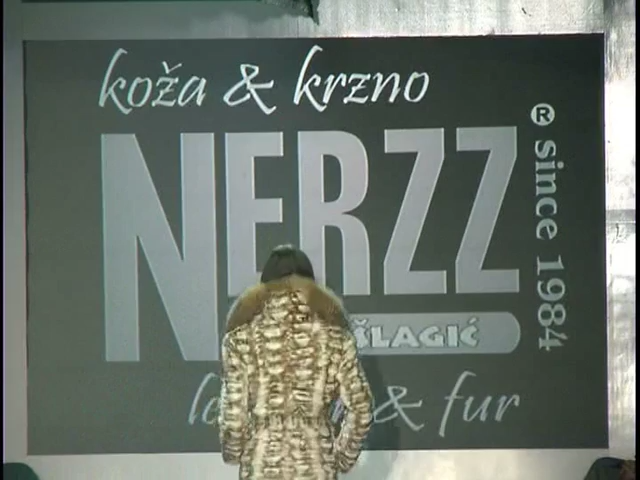 koža & krzno
NERZZ
® since 1984
ŠLAGIĆ
& fur